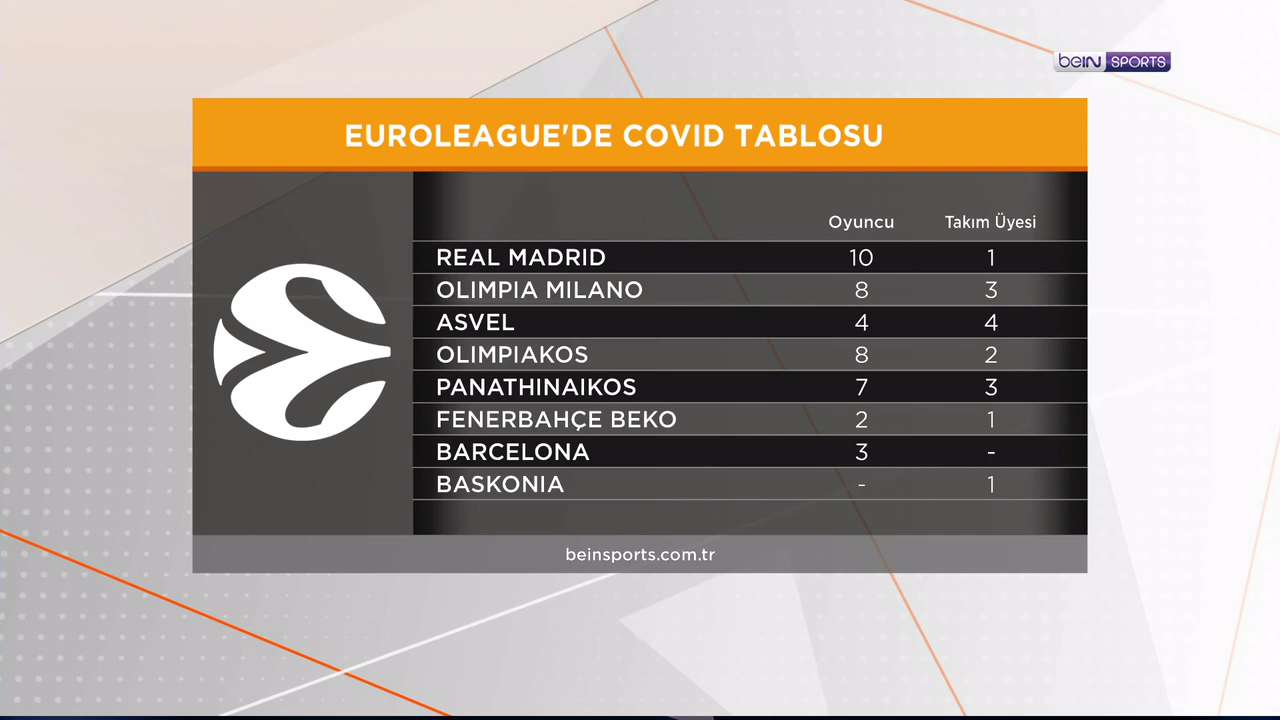 beIN SPORTS
EUROLEAGUE'DE COVID TABLOSU
Oyuncu Takım Üyesi
REAL MADRID 10 1
OLIMPIA MILANO 8 3
ASVEL 4 4
OLIMPIAKOS 8 2
PANATHINAIKOS 7 3
FENERBAHÇE BEKO 2 1
BARCELONA 3 -
BASKONIA - 1
beinsports.com.tr